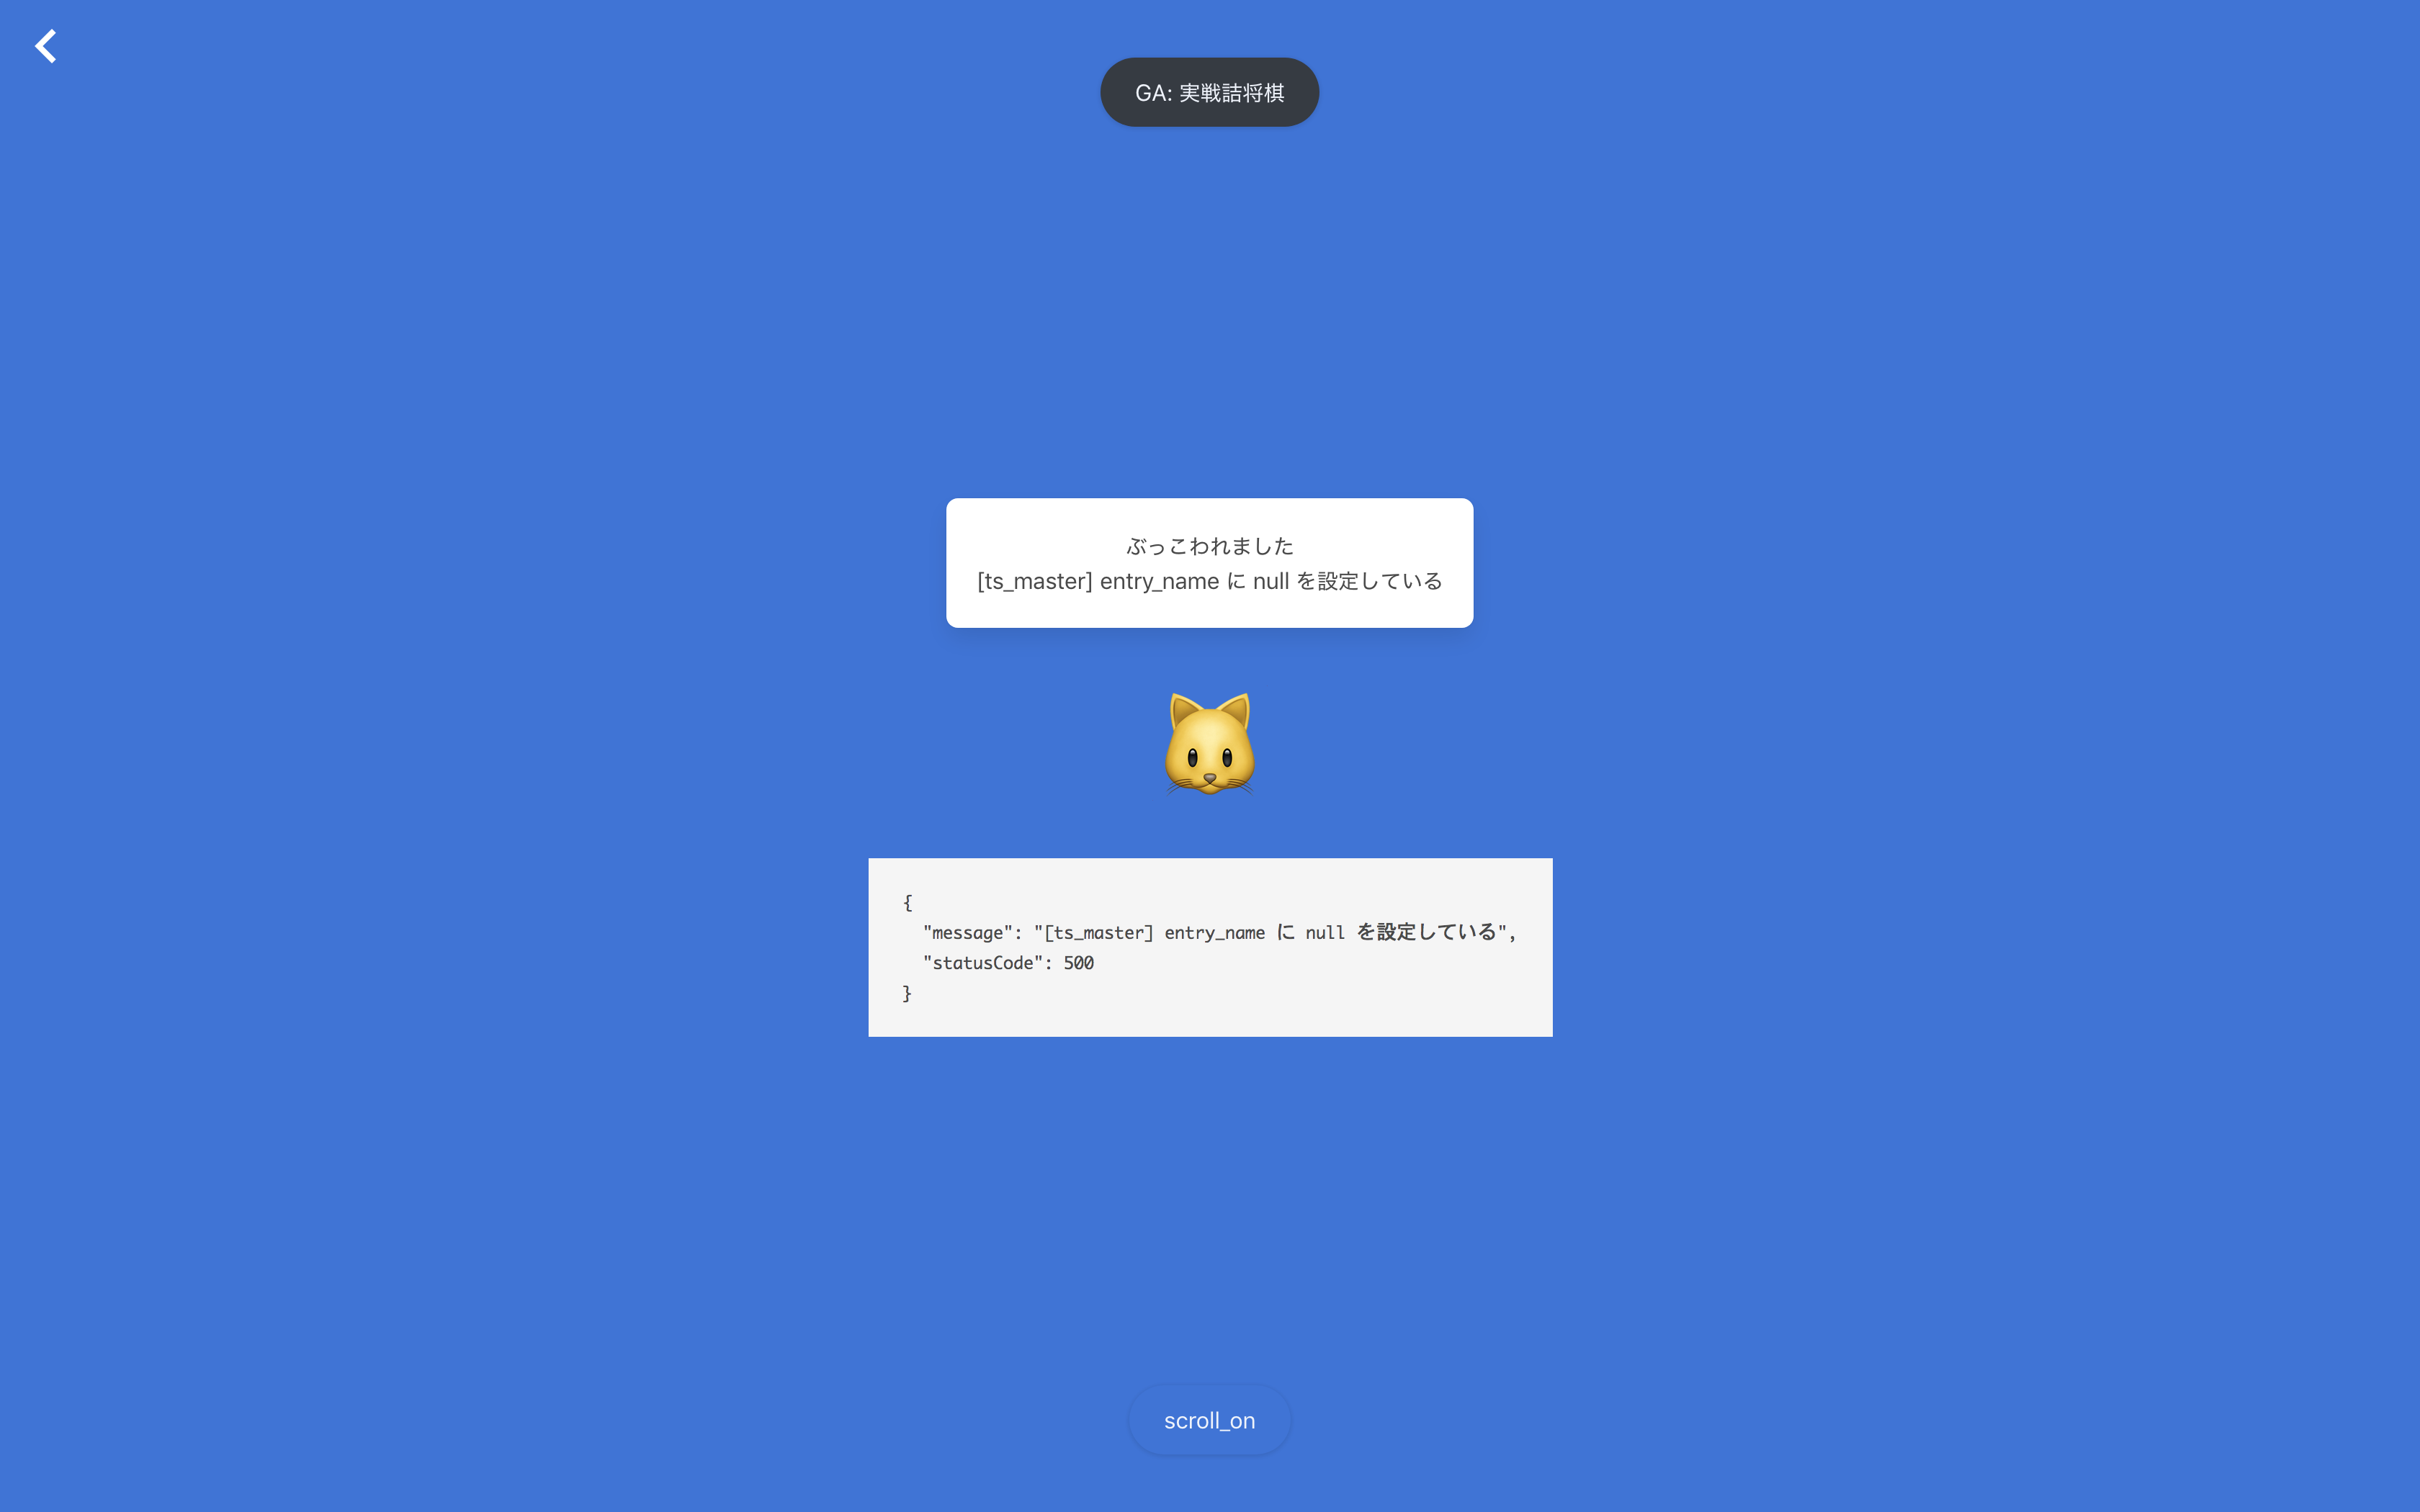 GA: 実戦詰将棋
ぶっこわれました
[ts_master] entry_name に null を設定している
{
  "message": "[ts_master] entry_name に null を設定している",
  "statusCode": 500
}
scroll_on